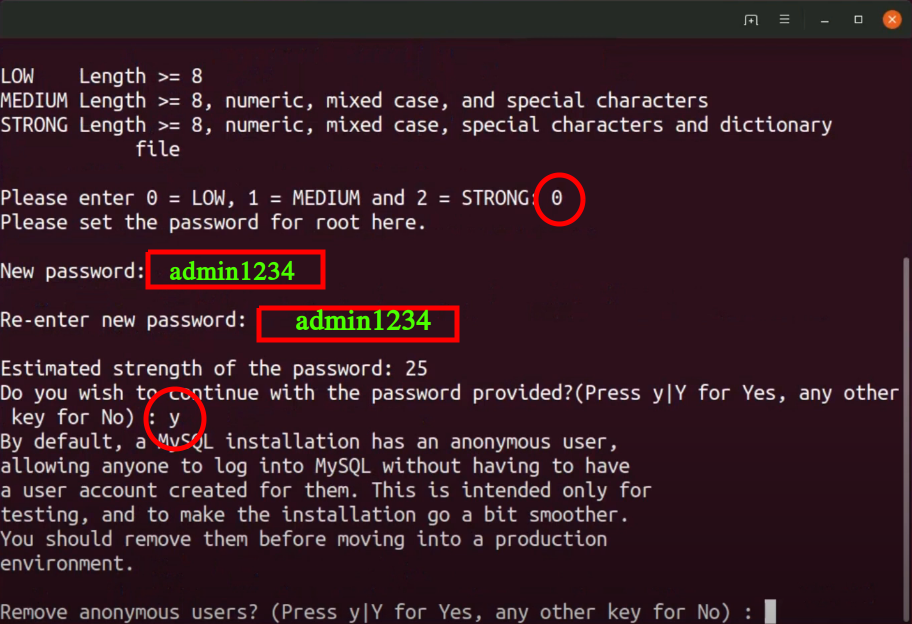 LOW    Length >= 8
MEDIUM Length >= 8, numeric, mixed case, and special characters
STRONG Length >= 8, numeric, mixed case, special characters and dictionary
            file
Please enter 0 = LOW, 1 = MEDIUM and 2 = STRONG: 0
Please set the password for root here.
New password: admin1234
Re-enter new password: admin1234
Estimated strength of the password: 25
Do you wish to continue with the password provided?(Press y|Y for Yes, any other
 key for No) : y
By default, a MySQL installation has an anonymous user,
allowing anyone to log into MySQL without having to have
a user account created for them. This is intended only for
testing, and to make the installation go a bit smoother.
You should remove them before moving into a production
environment.
Remove anonymous users? (Press y|Y for Yes, any other key for No) :